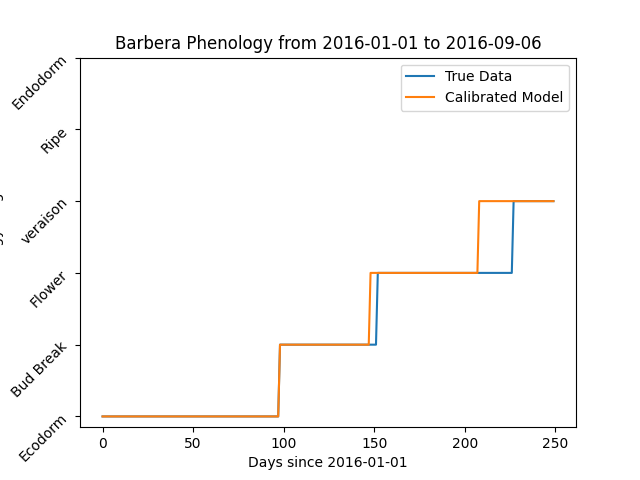 Barbera Phenology from 2016-01-01 to 2016-09-06
True Data
Calibrated Model
Endodorm
Ripe
veraison
Flower
Bud Break
Ecodorm
0 50 100 150 200 250
Days since 2016-01-01